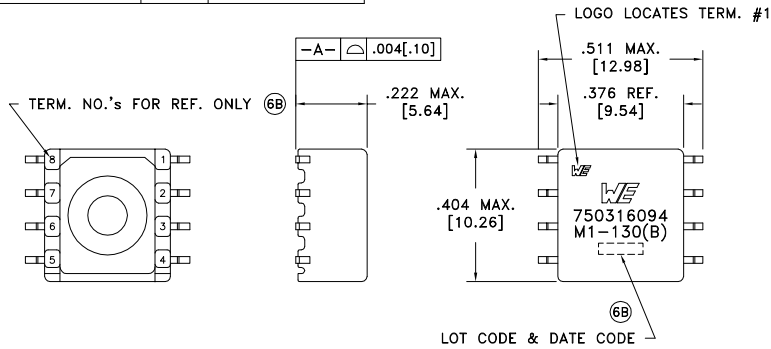 LOGO LOCATES TERM. #1
-A- ⌓ .004[.10]
.511 MAX.
[12.98]
.222 MAX.
[5.64]
.376 REF.
[9.54]
TERM. NO.'s FOR REF. ONLY 6B
8 1
7 2
6 3
5 4
.404 MAX.
[10.26]
WE
WE
750316094
M1-130(B)
6B
LOT CODE & DATE CODE